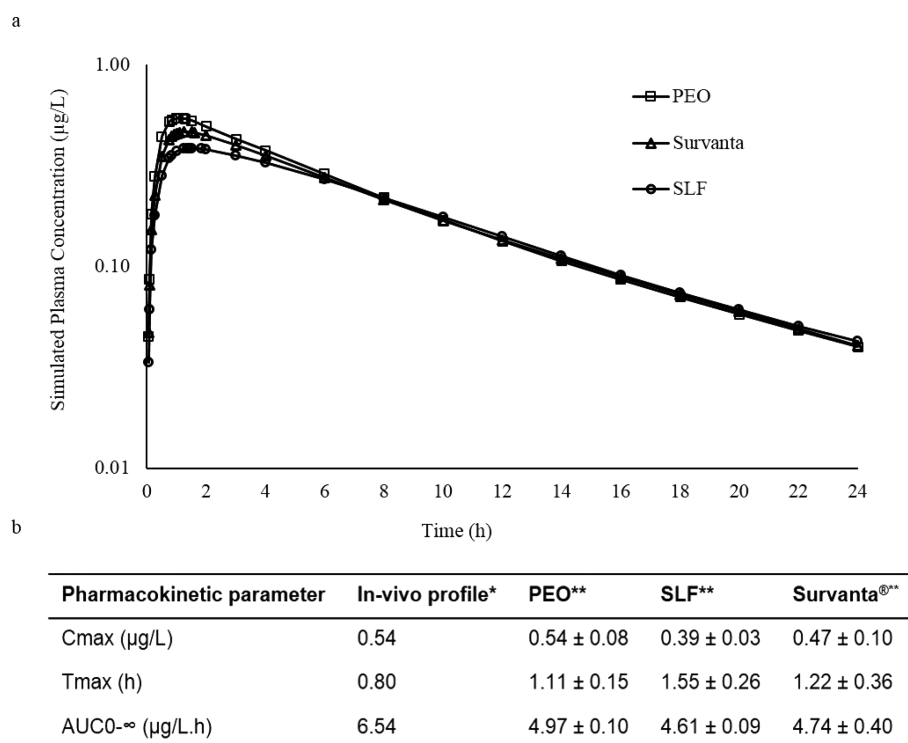 a
Simulated Plasma Concentration (µg/L)
1.00
0.10
0.01
PEO
Survanta
SLF
0 2 4 6 8 10 12 14 16 18 20 22 24
Time (h)
b
Pharmacokinetic parameter In-vivo profile* PEO** SLF** Survanta®**
Cmax (µg/L) 0.54 0.54 ± 0.08 0.39 ± 0.03 0.47 ± 0.10
Tmax (h) 0.80 1.11 ± 0.15 1.55 ± 0.26 1.22 ± 0.36
AUC0-∞ (µg/L.h) 6.54 4.97 ± 0.10 4.61 ± 0.09 4.74 ± 0.40